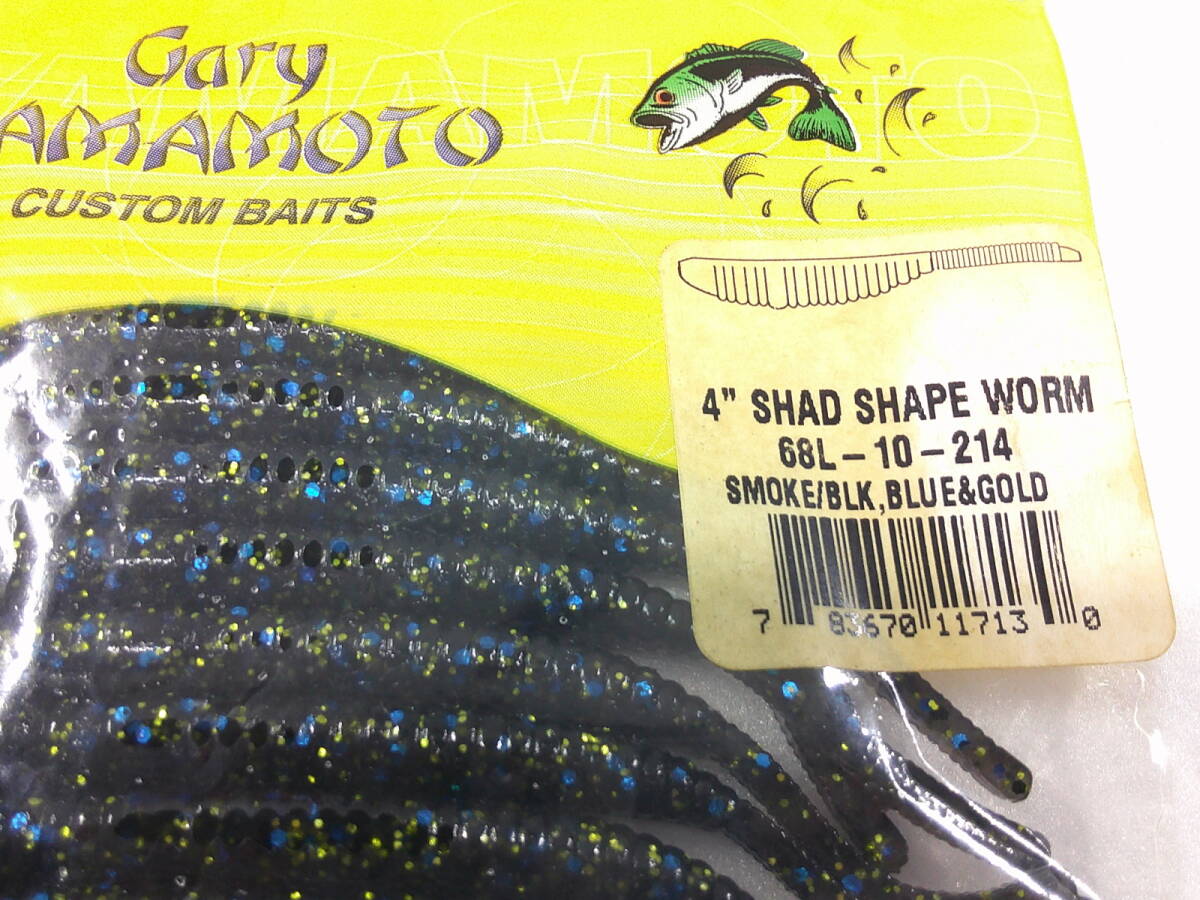 Gary
AMAMOTO
CUSTOM BAITS
YAMAMOTO
4" SHAD SHAPE WORM
68L-10-214
SMOKE/BLK,BLUE&GOLD
7 83670 11713 0